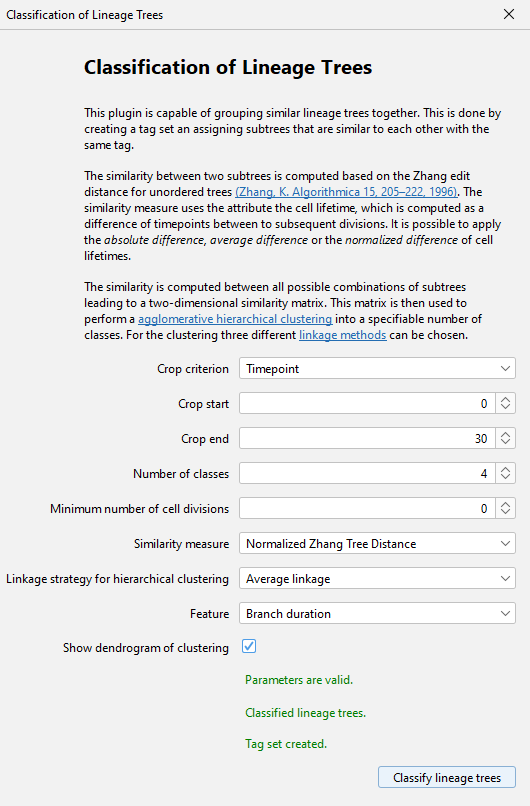 Classification of Lineage Trees
Classification of Lineage Trees
This plugin is capable of grouping similar lineage trees together. This is done by
creating a tag set an assigning subtrees that are similar to each other with the
same tag.
The similarity between two subtrees is computed based on the Zhang edit
distance for unordered trees (Zhang, K. Algorithmica 15, 205–222, 1996). The
similarity measure uses the attribute the cell lifetime, which is computed as a
difference of timepoints between to subsequent divisions. It is possible to apply
the absolute difference, average difference or the normalized difference of cell
lifetimes.
The similarity is computed between all possible combinations of subtrees
leading to a two-dimensional similarity matrix. This matrix is then used to
perform a agglomerative hierarchical clustering into a specifiable number of
classes. For the clustering three different linkage methods can be chosen.
Crop criterion Timepoint
Crop start 0
Crop end 30
Number of classes 4
Minimum number of cell divisions 0
Similarity measure Normalized Zhang Tree Distance
Linkage strategy for hierarchical clustering Average linkage
Feature Branch duration
Show dendrogram of clustering
Parameters are valid.
Classified lineage trees.
Tag set created.
Classify lineage trees